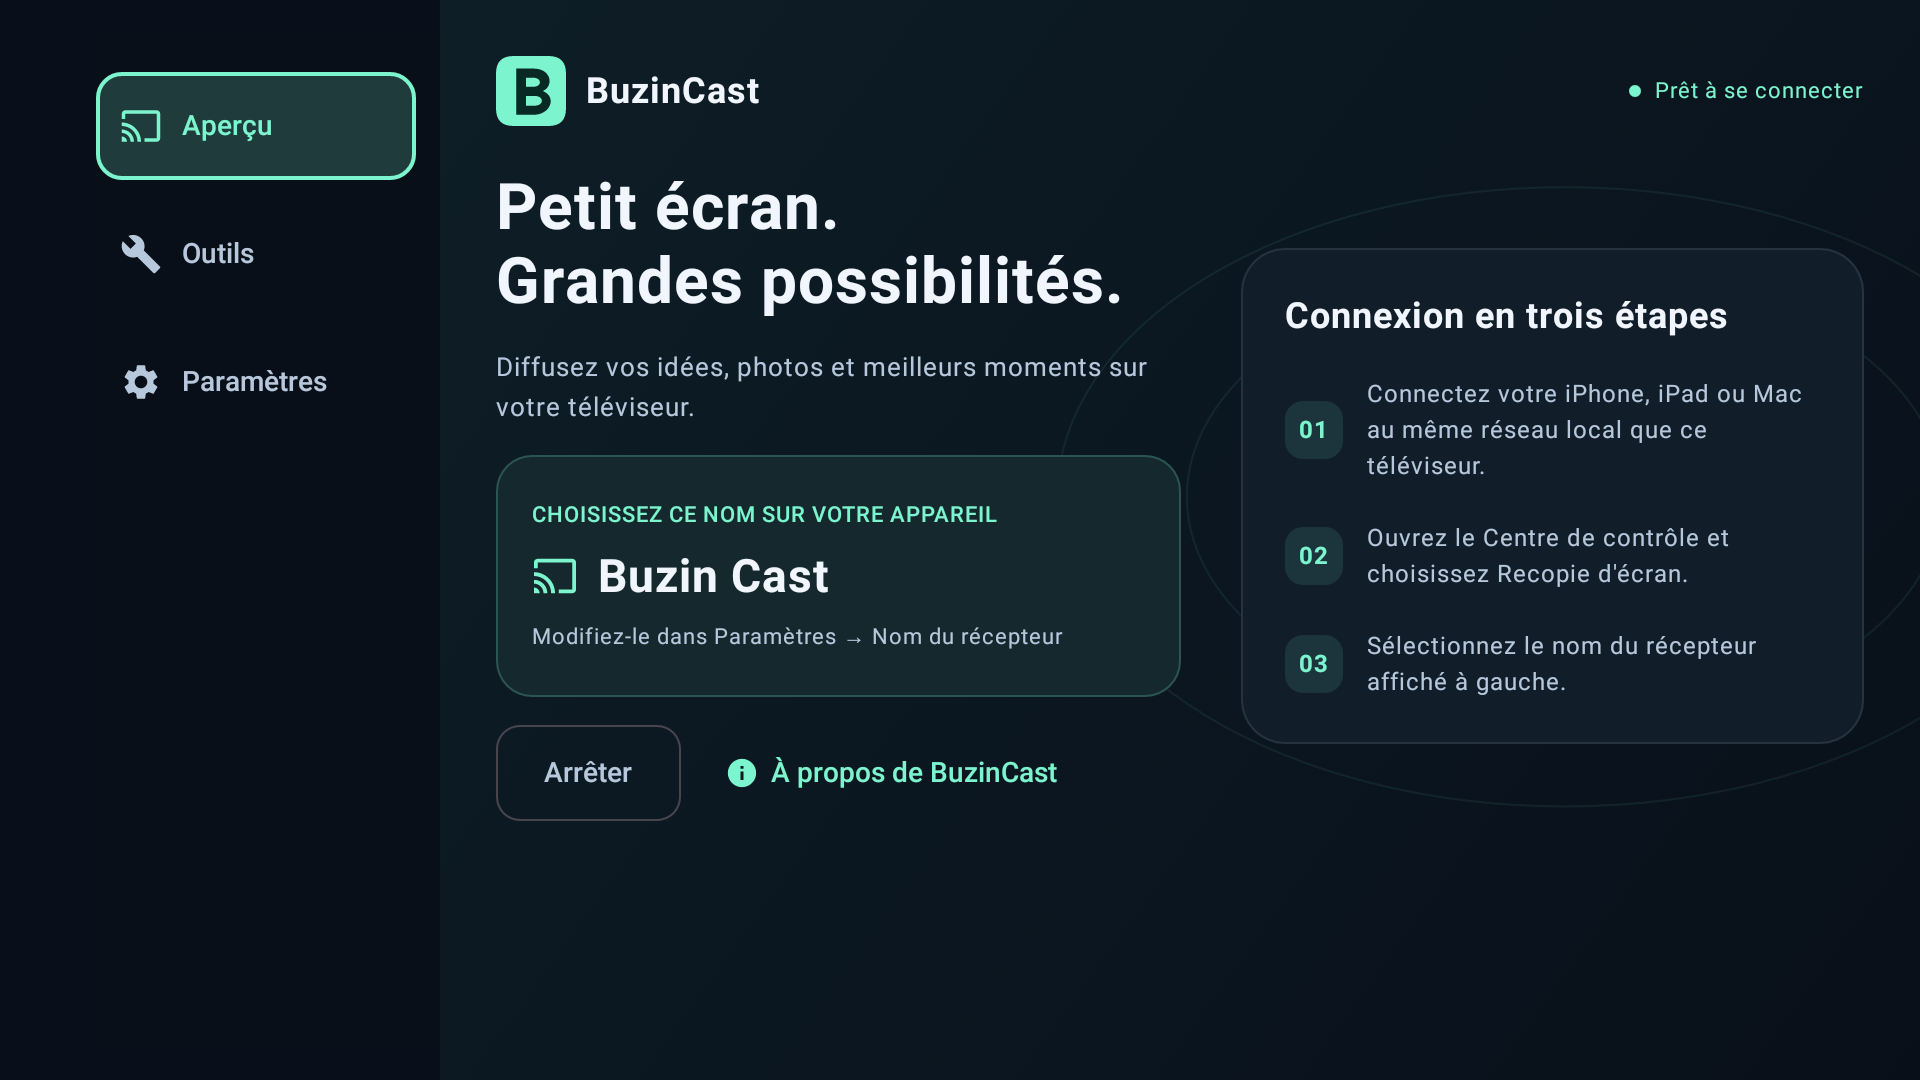 Aperçu
Outils
Paramètres
B
BuzinCast
Prêt à se connecter
Petit écran.
Grandes possibilités.
Diffusez vos idées, photos et meilleurs moments sur
votre téléviseur.
CHOISISSEZ CE NOM SUR VOTRE APPAREIL
Buzin Cast
Modifiez-le dans Paramètres → Nom du récepteur
Arrêter
À propos de BuzinCast
Connexion en trois étapes
01
Connectez votre iPhone, iPad ou Mac
au même réseau local que ce
téléviseur.
02
Ouvrez le Centre de contrôle et
choisissez Recopie d'écran.
03
Sélectionnez le nom du récepteur
affiché à gauche.